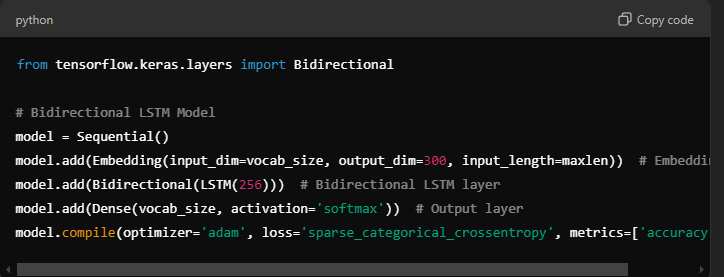 python
Copy code
from tensorflow.keras.layers import Bidirectional
# Bidirectional LSTM Model
model = Sequential()
model.add(Embedding(input_dim=vocab_size, output_dim=300, input_length=maxlen))  # Embeddin
model.add(Bidirectional(LSTM(256)))  # Bidirectional LSTM layer
model.add(Dense(vocab_size, activation='softmax'))  # Output layer
model.compile(optimizer='adam', loss='sparse_categorical_crossentropy', metrics=['accuracy